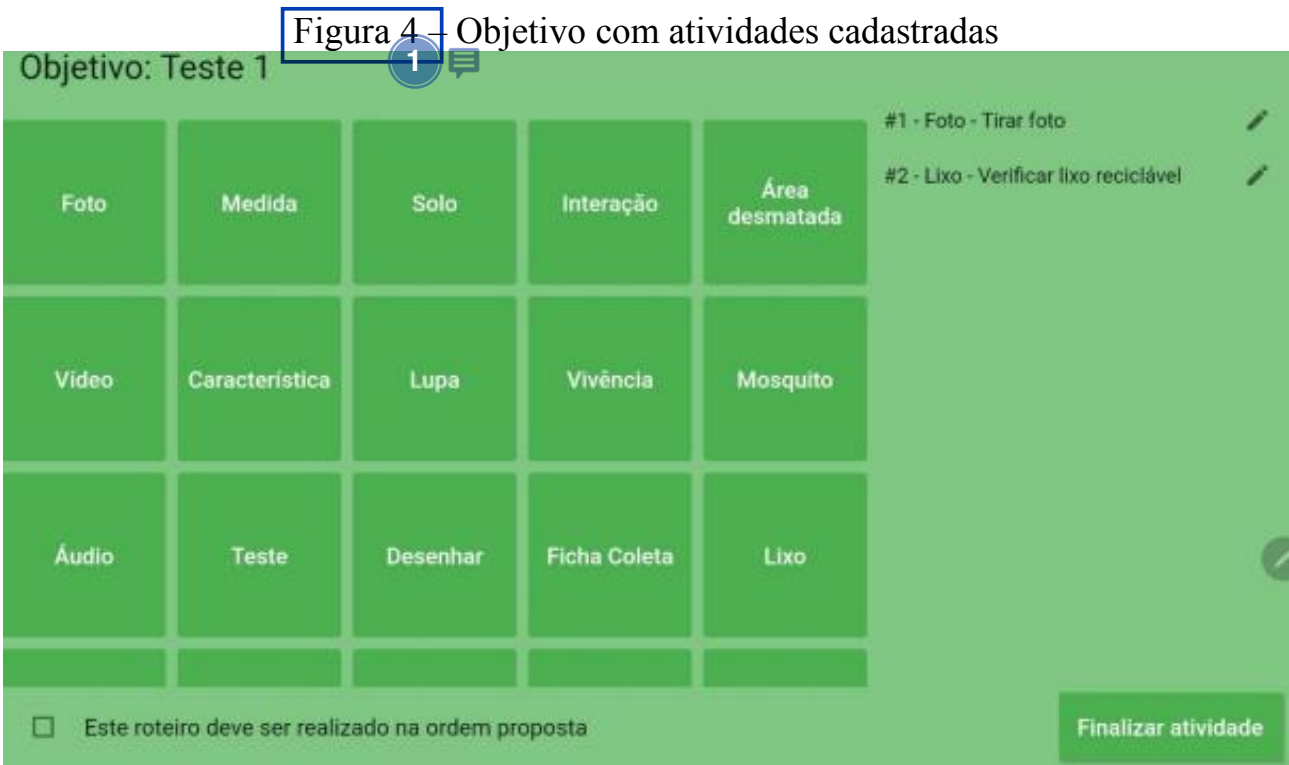 Figura 4 – Objetivo com atividades cadastradas
1
Objetivo: Teste 1
Foto
Medida
Solo
Interação
Área
desmatada
Vídeo
Característica
Lupa
Vivência
Mosquito
Áudio
Teste
Desenhar
Ficha Coleta
Lixo
#1 - Foto - Tirar foto
#2 - Lixo - Verificar lixo reciclável
Este roteiro deve ser realizado na ordem proposta
Finalizar atividade